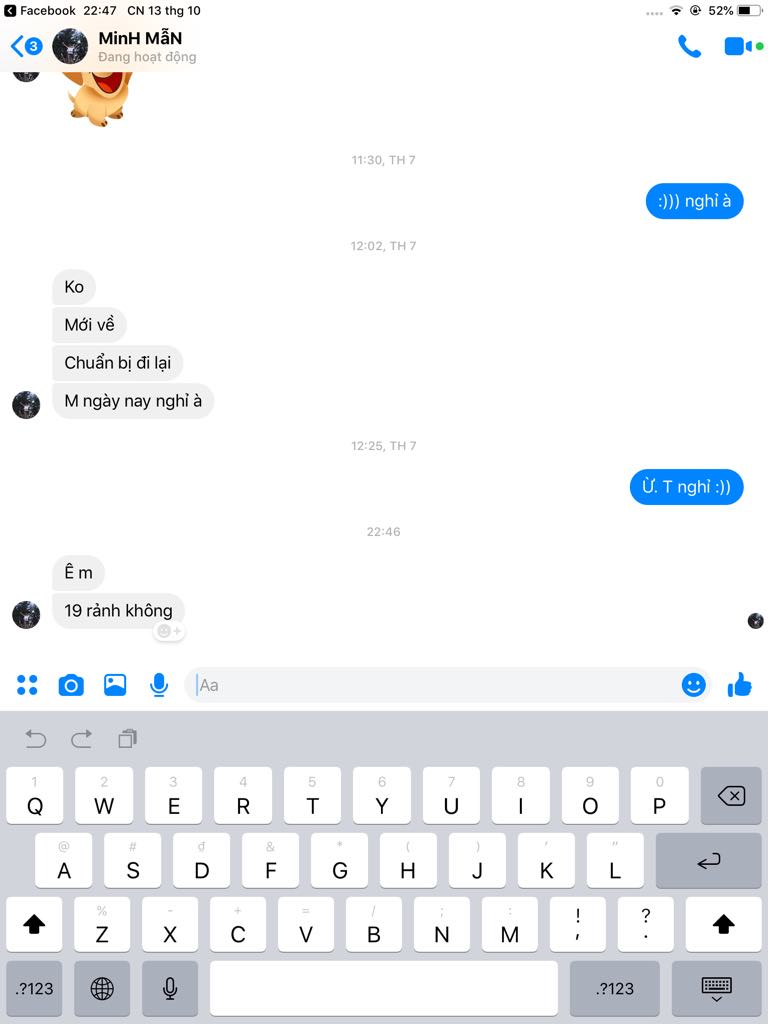 Facebook 22:47 CN 13 thg 10 52%
3 MinH MẫN
Đang hoạt động
11:30, TH 7
:))) nghỉ à
12:02, TH 7
Ko
Mới về
Chuẩn bị đi lại
M ngày nay nghỉ à
12:25, TH 7
Ừ. T nghỉ :))
22:46
Ê m
19 rảnh không
Aa
1 2 3 4 5 6 7 8 9 0
Q W E R T Y U I O P
@ # ₫ & * ( ) ' "
A S D F G H J K L
% - + = / ; : ! ?
Z X C V B N M , .
.?123 .?123